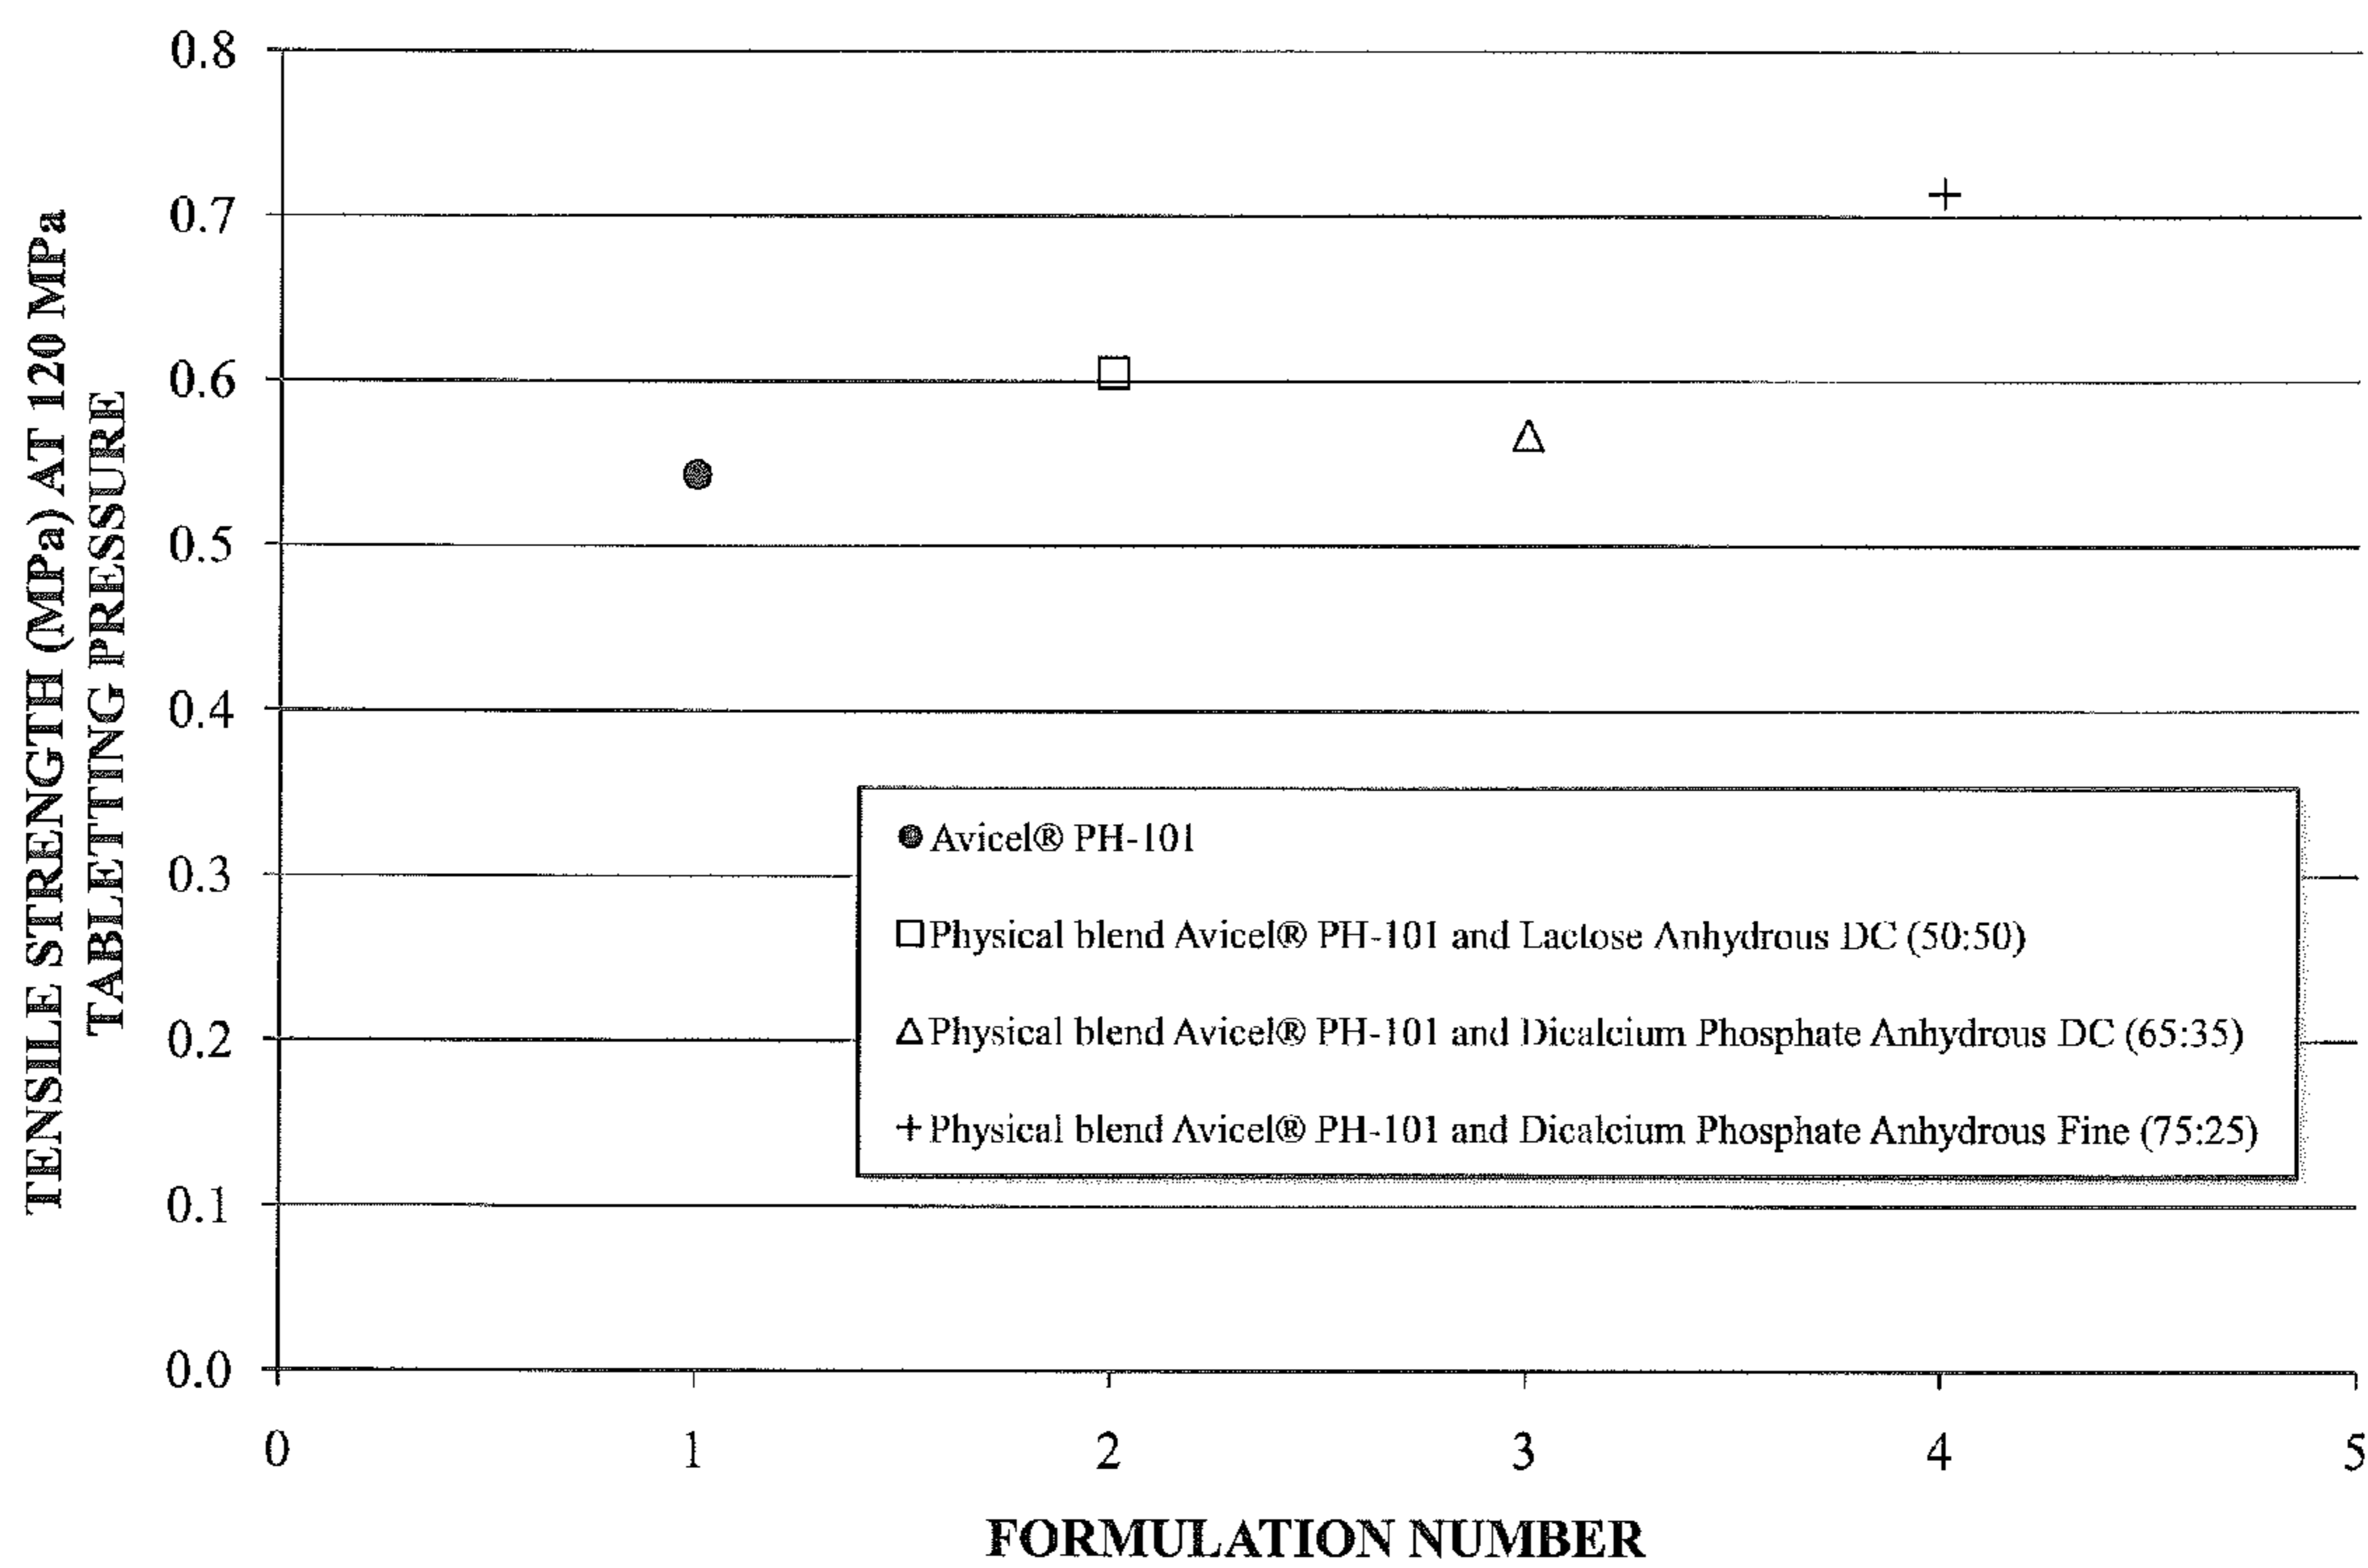 TENSILE STRENGTH (MPa) AT 120 MPa
TABLETTING PRESSURE
0.8
0.7
0.6
0.5
0.4
0.3
0.2
0.1
0.0
Avicel® PH-101
Physical blend Avicel® PH-101 and Lactose Anhydrous DC (50:50)
Physical blend Avicel® PH-101 and Dicalcium Phosphate Anhydrous DC (65:35)
Physical blend Avicel® PH-101 and Dicalcium Phosphate Anhydrous Fine (75:25)
0 1 2 3 4 5
FORMULATION NUMBER